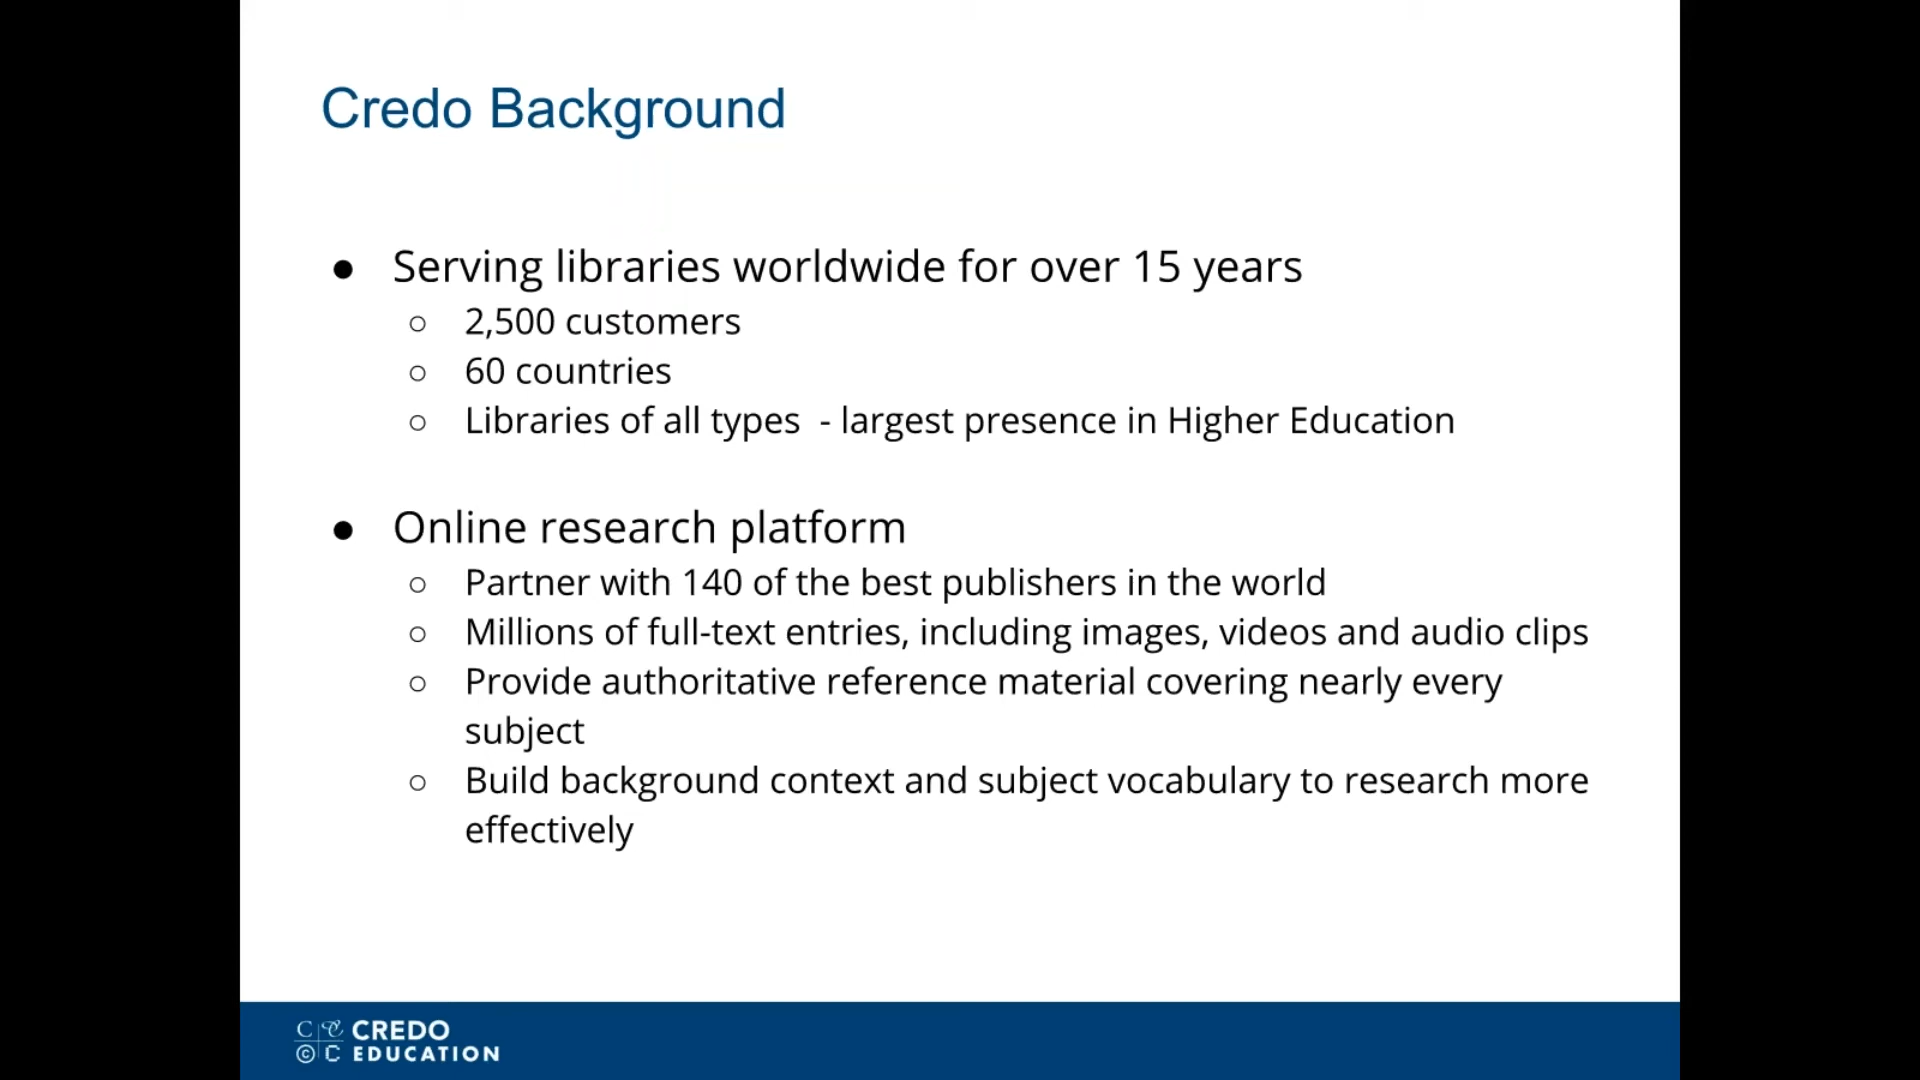 Credo Background
● Serving libraries worldwide for over 15 years
○ 2,500 customers
○ 60 countries
○ Libraries of all types  - largest presence in Higher Education
● Online research platform
○ Partner with 140 of the best publishers in the world
○ Millions of full-text entries, including images, videos and audio clips
○ Provide authoritative reference material covering nearly every
subject
○ Build background context and subject vocabulary to research more
effectively
C C CREDO
© C EDUCATION